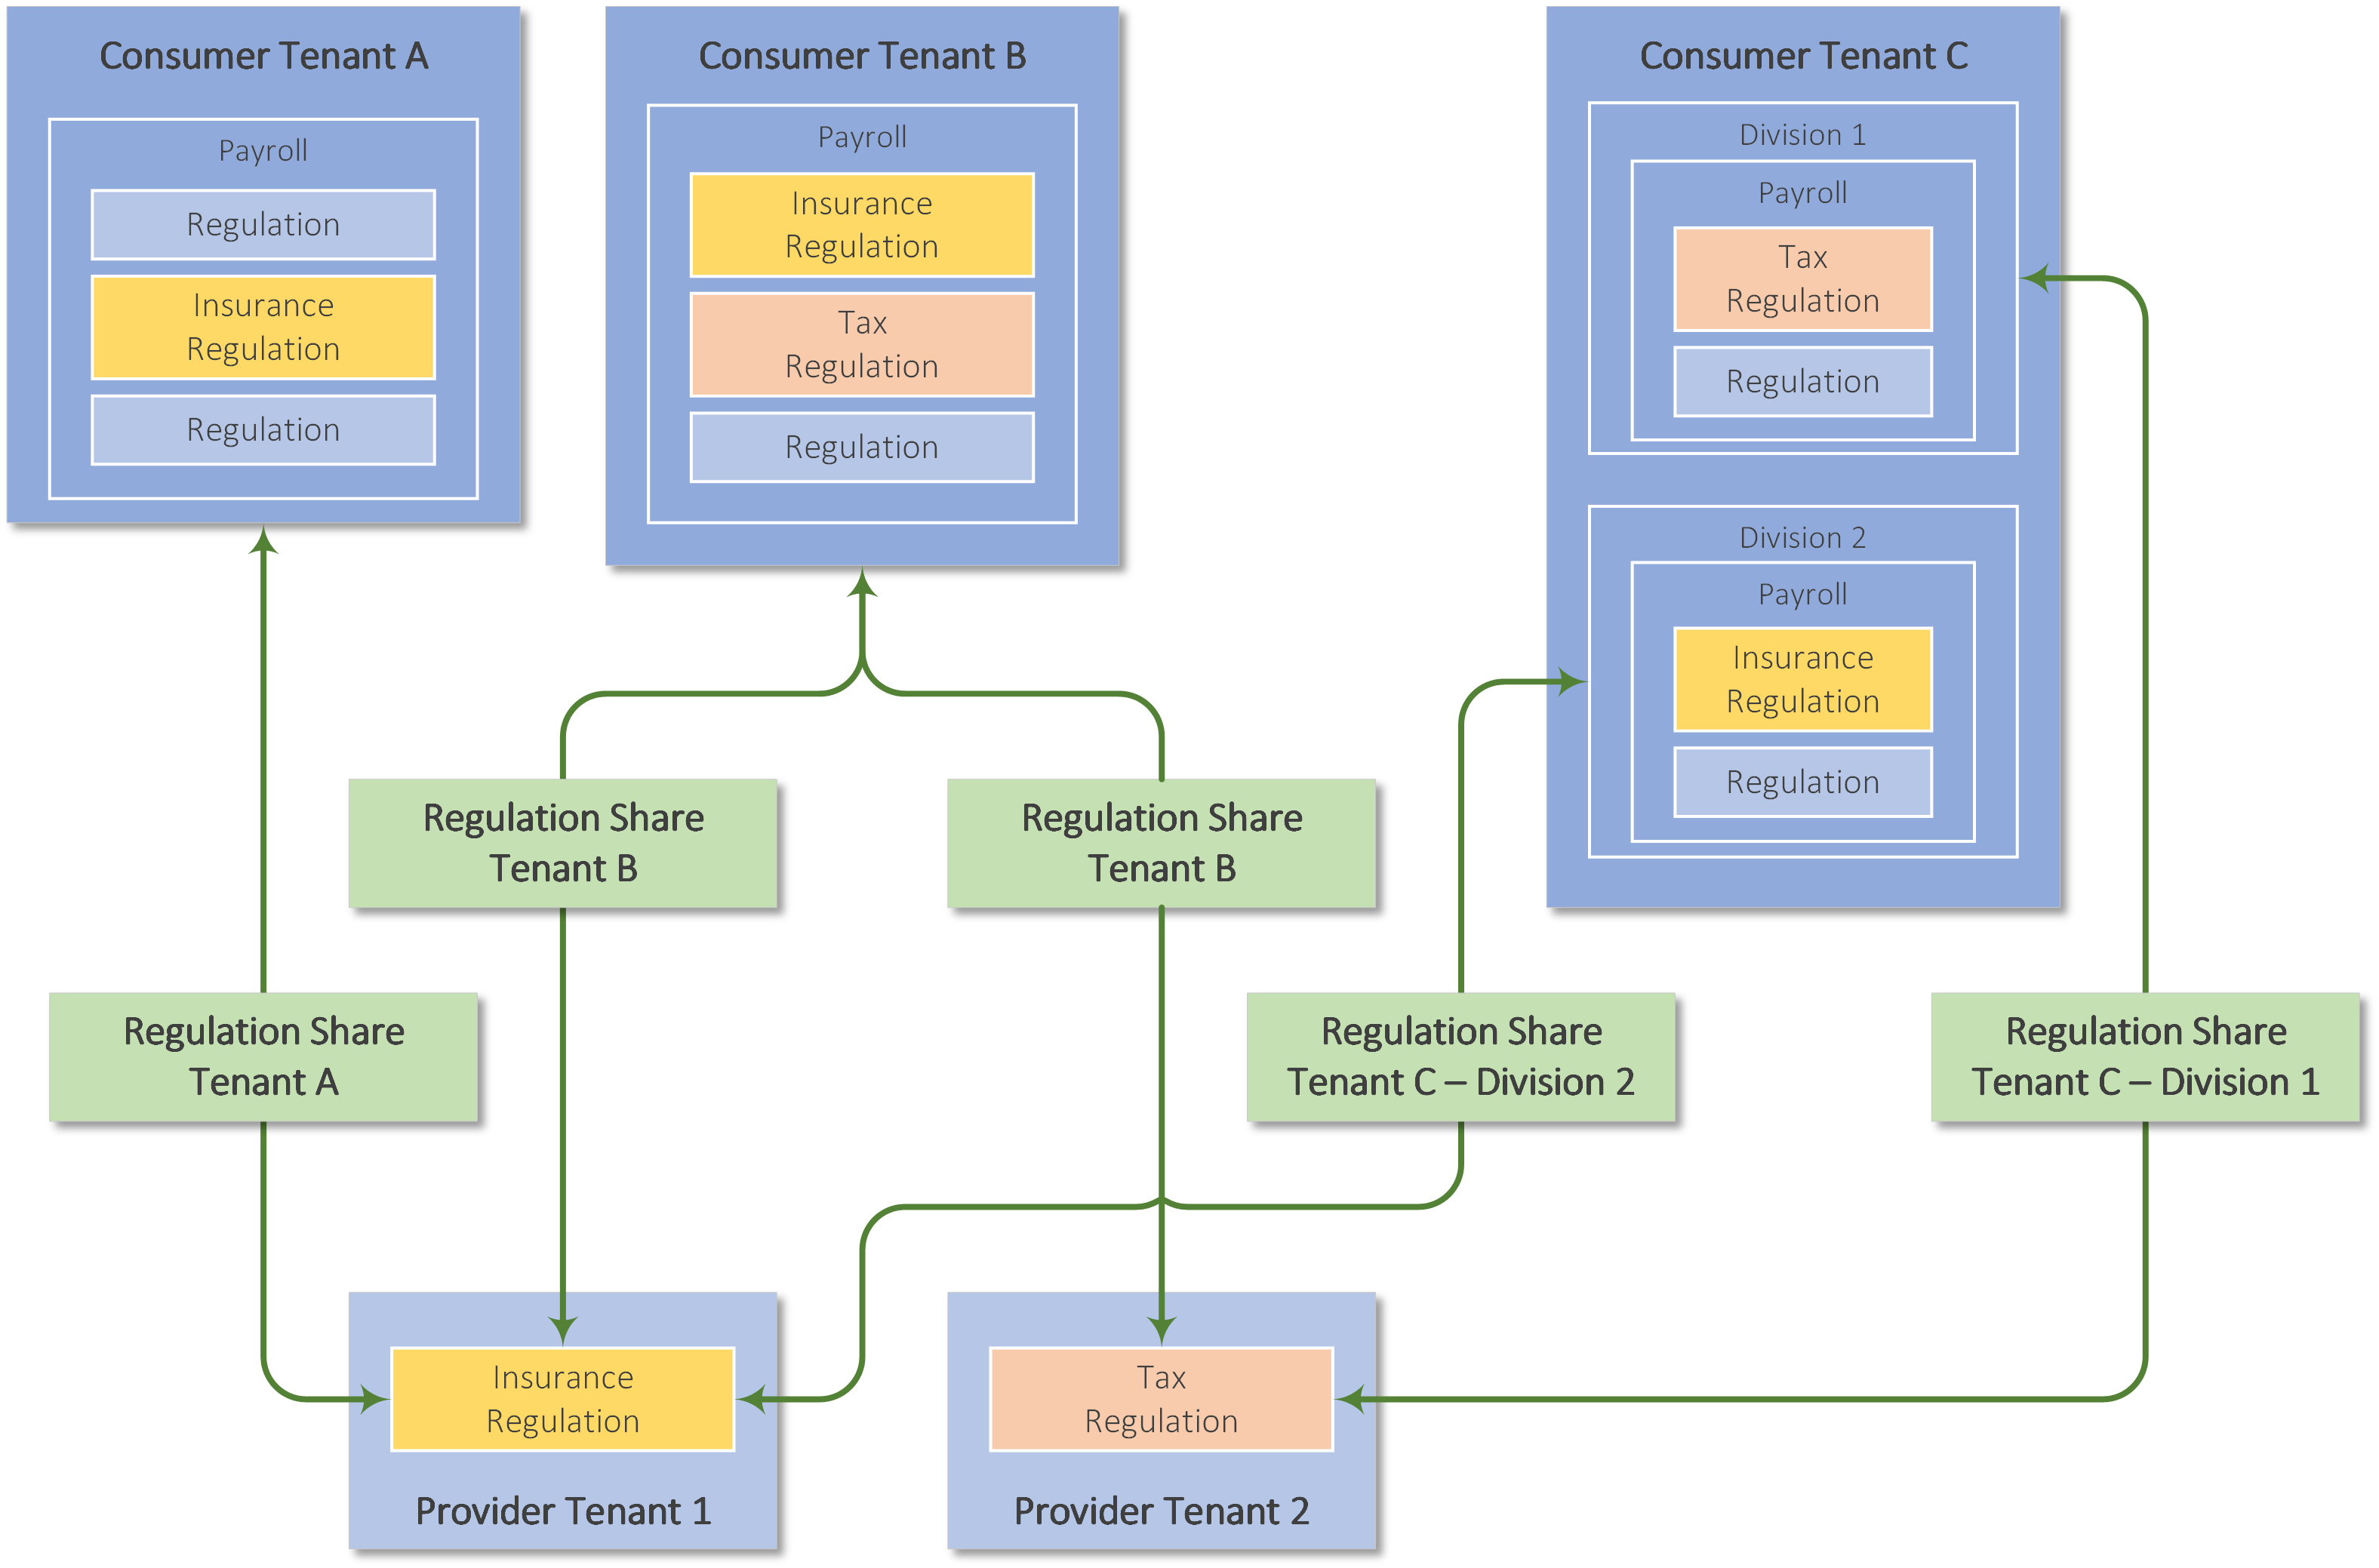 Consumer Tenant A
Payroll
Regulation
Insurance
Regulation
Regulation
Consumer Tenant B
Payroll
Insurance
Regulation
Tax
Regulation
Regulation
Consumer Tenant C
Division 1
Payroll
Tax
Regulation
Regulation
Division 2
Payroll
Insurance
Regulation
Regulation
Regulation Share
Tenant B
Regulation Share
Tenant B
Regulation Share
Tenant A
Regulation Share
Tenant C – Division 2
Regulation Share
Tenant C – Division 1
Insurance
Regulation
Provider Tenant 1
Tax
Regulation
Provider Tenant 2